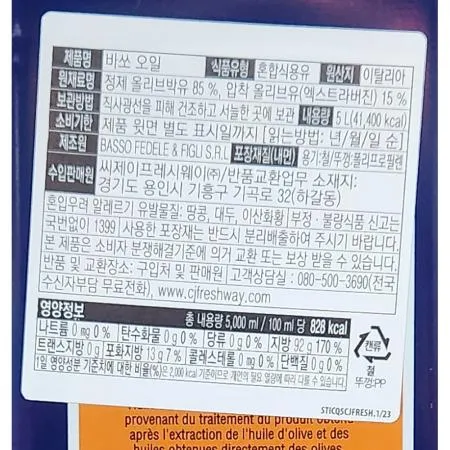 제품명 바쏘 오일 식품유형 혼합식용유 원산지 이탈리아
원재료명 정제 올리브박유 85 %, 압착 올리브유(엑스트라버진) 15 %
보관방법 직사광선을 피해 건조하고 서늘한 곳에 보관 내용량 5 L(41,400 kcal)
소비기한 제품 윗면 별도 표시일까지 [읽는방법: 년/월/일 순]
제조원 BASSO FEDELE & FIGLI S.R.L 포장재질(내면) 용기:철/뚜껑:폴리프로필렌
수입판매원 씨제이프레시웨이㈜/반품교환업무 소재지:
경기도 용인시 기흥구 기곡로 32(하갈동)
혼입우려 알레르기 유발물질: 땅콩, 대두, 이산화황 부정·불량식품 신고는
국번없이 1399 사용한 포장재는 반드시 분리배출하여 주시기 바랍니다.
본 제품은 소비자 분쟁해결기준에 의거 교환 또는 보상 받을 수 있습니다.
반품 및 교환장소: 구입처 및 판매원 고객상담실: 080-500-3690(전국
수신자부담 무료전화), www.cjfreshway.com
영양정보 총 내용량 5,000 ml / 100 ml 당 828 kcal
나트륨 0 mg 0 % 탄수화물 0 g 0 % 당류 0 g 0 % 지방 92 g 170 %
트랜스지방 0 g 포화지방 13 g 7 % 콜레스테롤 0 mg 0 % 단백질 0 g 0 %
1일 영양성분 기준치에 대한 비율(%)은 2,000 kcal 기준이므로 개인의 필요 열량에 따라 다를 수 있습니다.
캔류
철
뚜껑:PP
STICQSCJFRESH.1/23
provenant du traitement du produit obtenu
après l'extraction de l'huile d'olive et des
huiles obtenues directement des olives